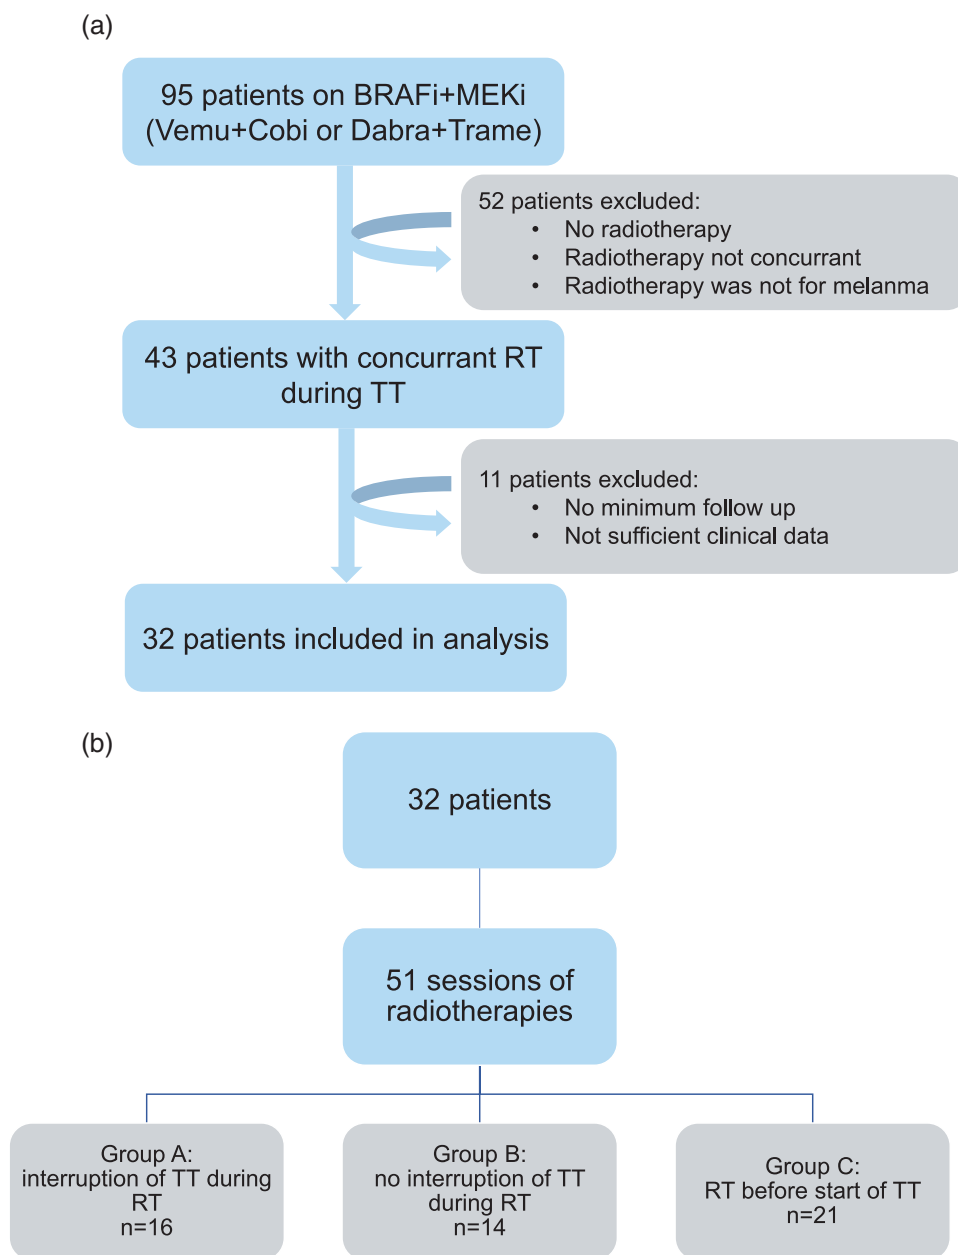 (a)
95 patients on BRAFi+MEKi
(Vemu+Cobi or Dabra+Trame)
52 patients excluded:
• No radiotherapy
• Radiotherapy not concurrant
• Radiotherapy was not for melanma
43 patients with concurrant RT
during TT
11 patients excluded:
• No minimum follow up
• Not sufficient clinical data
32 patients included in analysis
(b)
32 patients
51 sessions of
radiotherapies
Group A:
interruption of TT during
RT
n=16
Group B:
no interruption of TT
during RT
n=14
Group C:
RT before start of TT
n=21